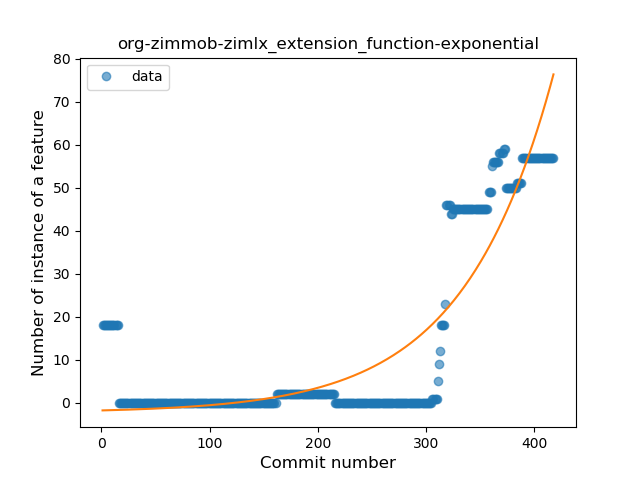 org-zimmob-zimlx_extension_function-exponential
data
Number of instance of a feature
80
70
60
50
40
30
20
10
0
0 100 200 300 400
Commit number